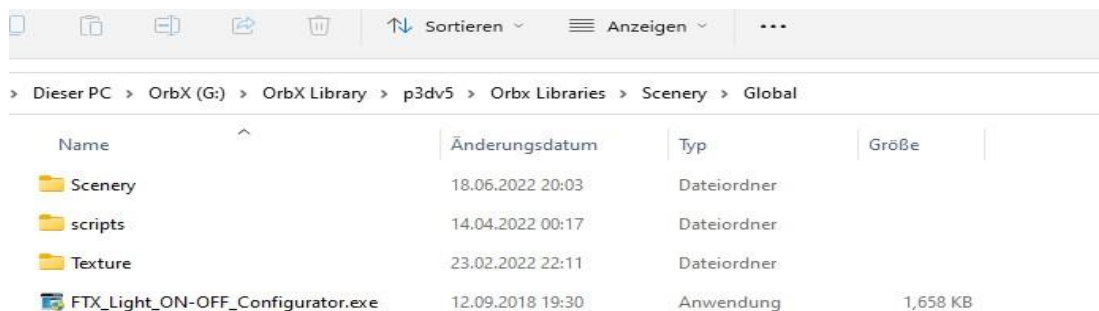 Sortieren Anzeigen ...
> Dieser PC > OrbX (G:) > OrbX Library > p3dv5 > Orbx Libraries > Scenery > Global
Name Änderungsdatum Typ Größe
Scenery 18.06.2022 20:03 Dateiordner
scripts 14.04.2022 00:17 Dateiordner
Texture 23.02.2022 22:11 Dateiordner
FTX_Light_ON-OFF_Configurator.exe 12.09.2018 19:30 Anwendung 1,658 KB